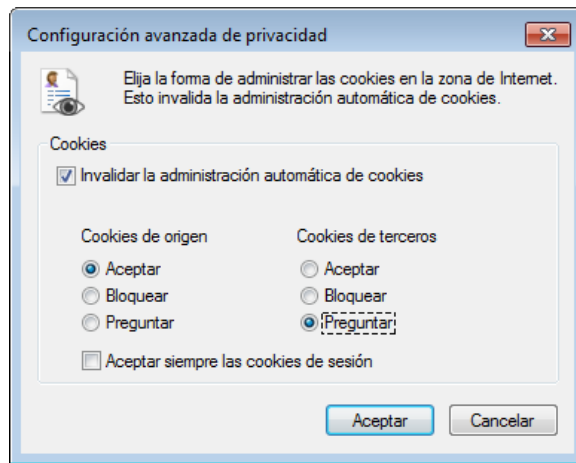 Configuración avanzada de privacidad
Elija la forma de administrar las cookies en la zona de Internet.
Esto invalida la administración automática de cookies.
Cookies
Invalidar la administración automática de cookies
Cookies de origen
Aceptar
Bloquear
Preguntar
Cookies de terceros
Aceptar
Bloquear
Preguntar
Aceptar siempre las cookies de sesión
Aceptar
Cancelar